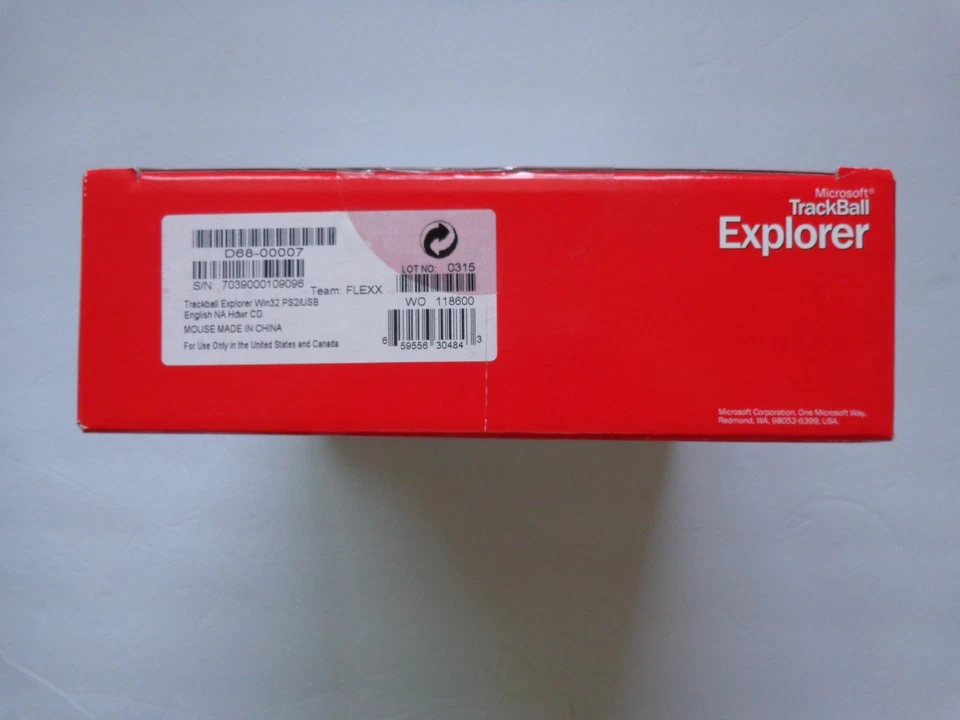 D68-00007
S/N: 7039000109096
Team: FLEXX
Trackball Explorer Win32 PS2/USB
English NA Hdwr CD
MOUSE MADE IN CHINA
For Use Only in the United States and Canada
LOT NO: 0315
WO 118600
6 59556 30484 3
Microsoft®
TrackBall
Explorer
Microsoft Corporation, One Microsoft Way,
Redmond, WA, 98052-6399, USA.